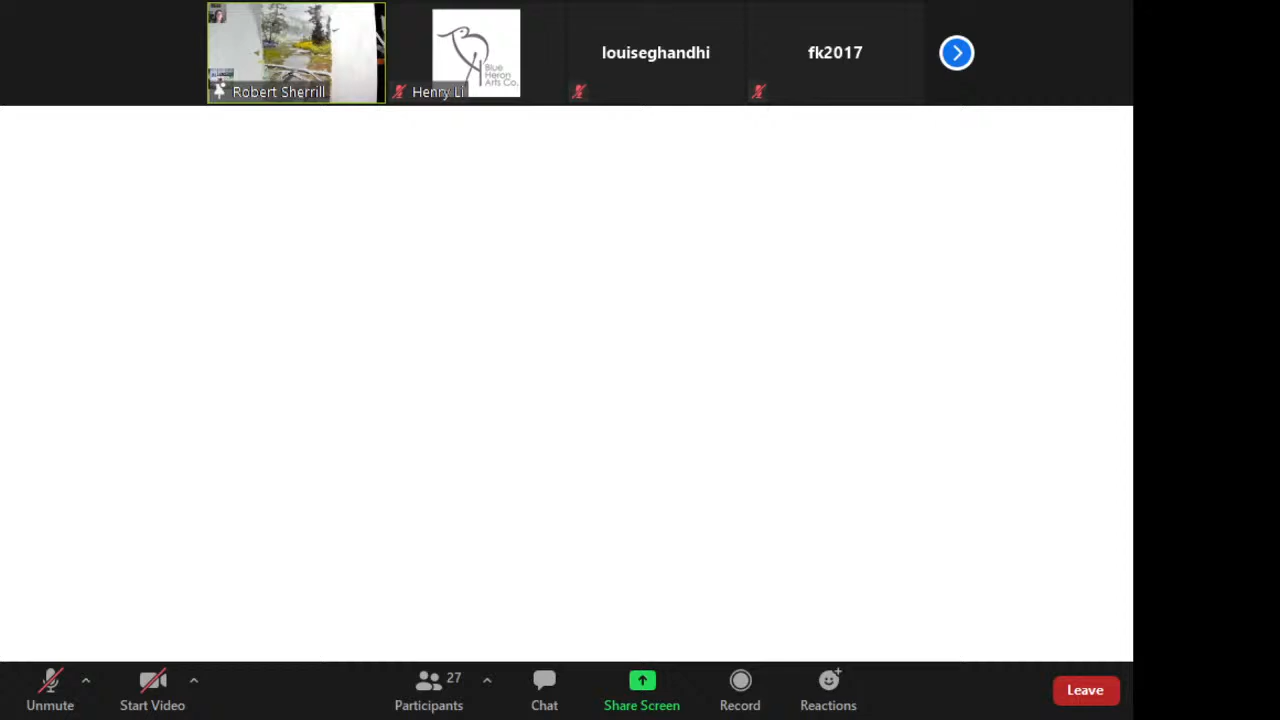 Robert Sherrill
Blue
Heron
Arts Co.
Henry Li
louiseghandhi
fk2017
Unmute
Start Video
27
Participants
Chat
Share Screen
Record
Reactions
Leave